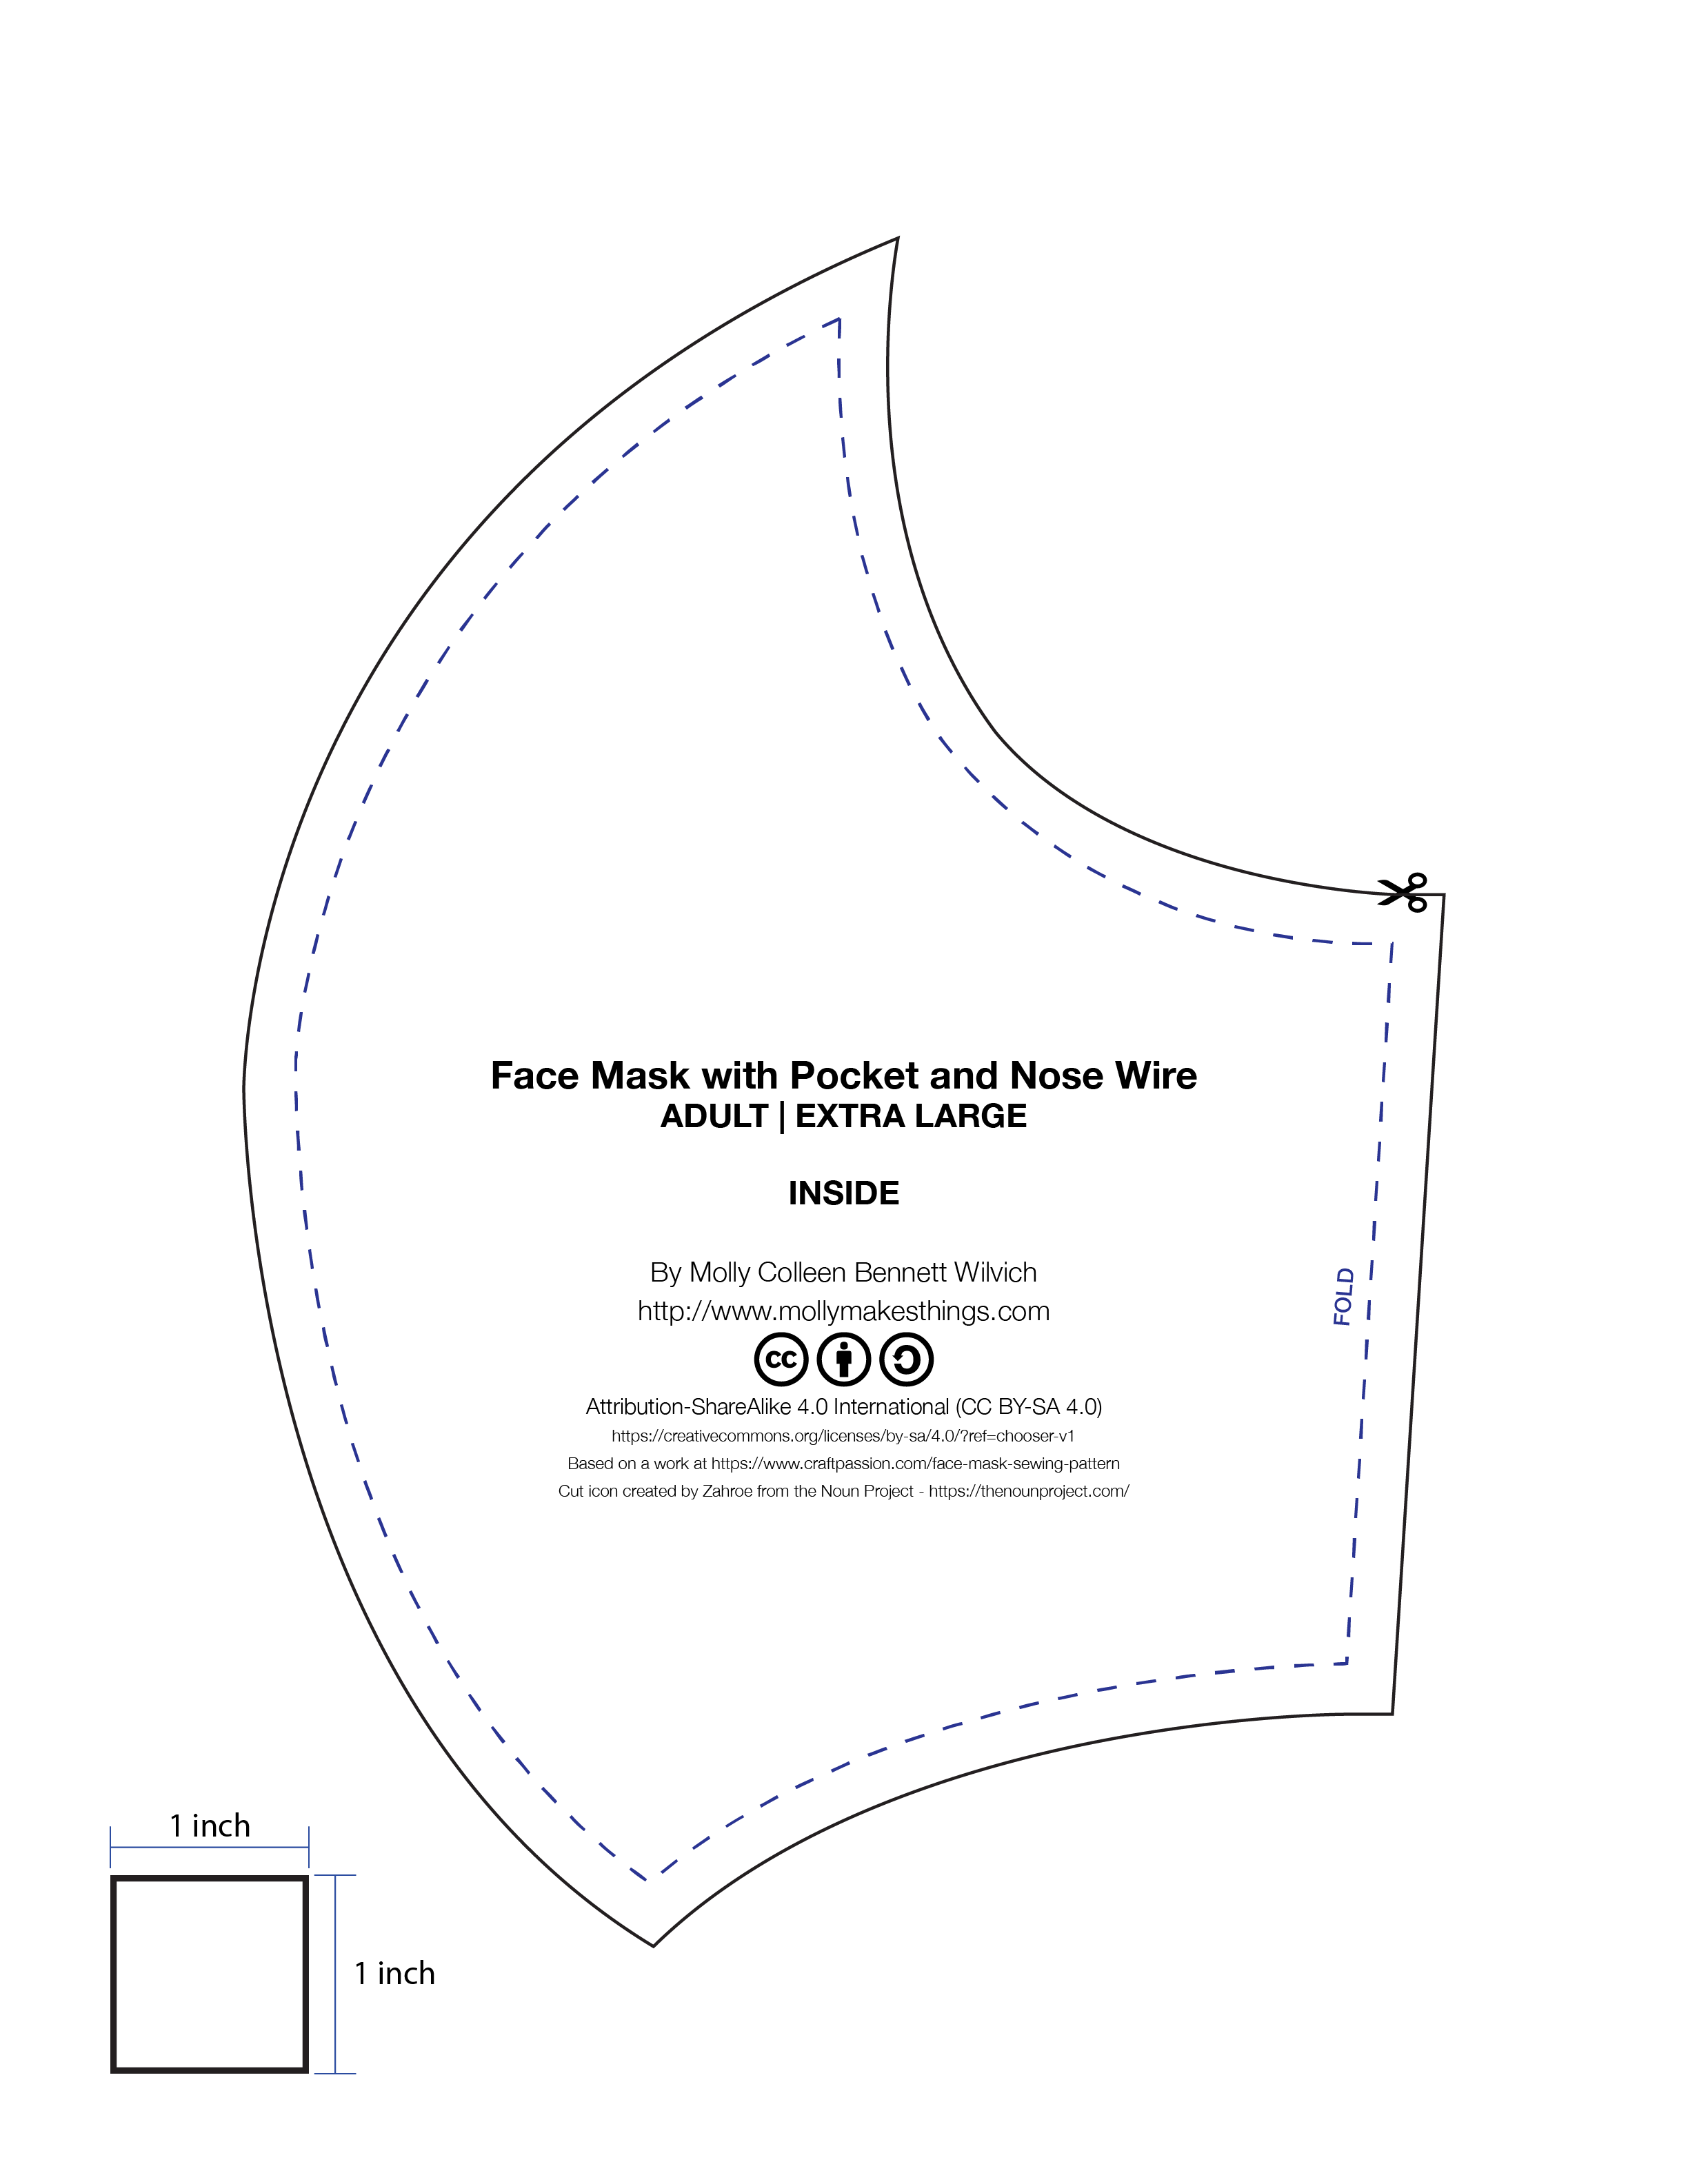 Face Mask with Pocket and Nose Wire
ADULT | EXTRA LARGE
INSIDE
By Molly Colleen Bennett Wilvich
http://www.mollymakesthings.com
cc
Attribution-ShareAlike 4.0 International (CC BY-SA 4.0)
https://creativecommons.org/licenses/by-sa/4.0/?ref=chooser-v1
Based on a work at https://www.craftpassion.com/face-mask-sewing-pattern
Cut icon created by Zahroe from the Noun Project - https://thenounproject.com/
FOLD
1 inch
1 inch